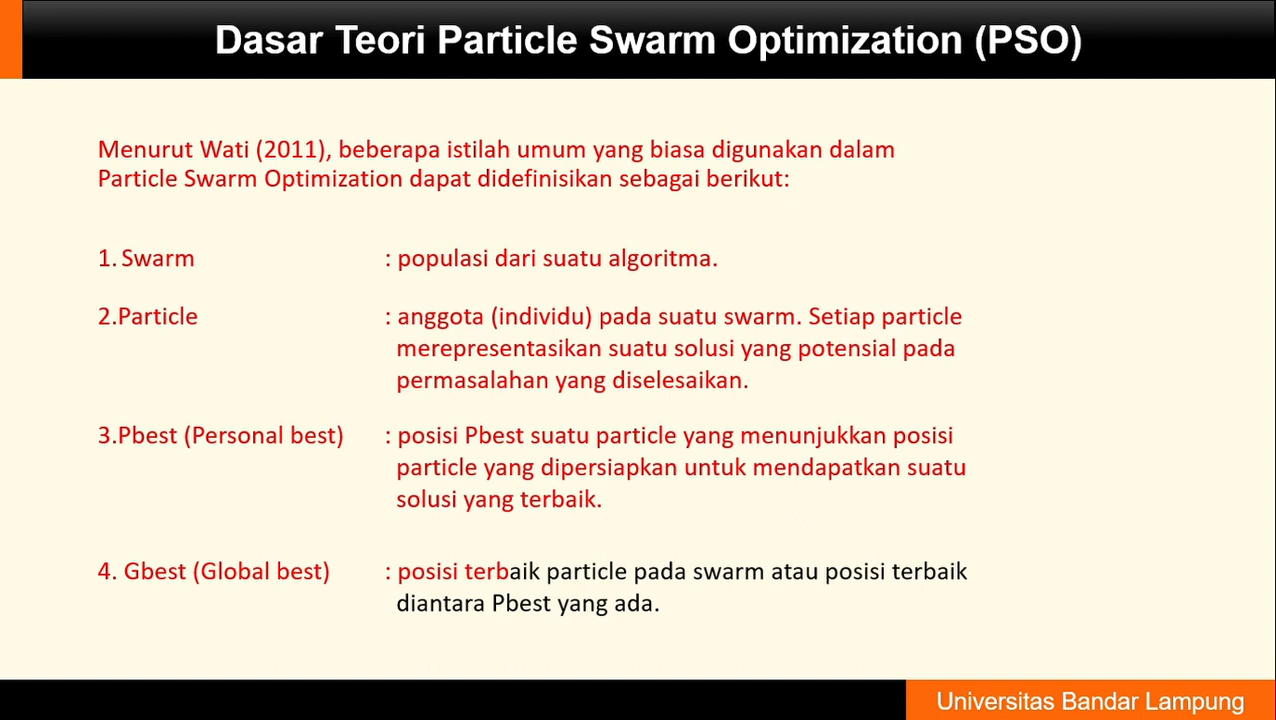 Dasar Teori Particle Swarm Optimization (PSO)
Menurut Wati (2011), beberapa istilah umum yang biasa digunakan dalam
Particle Swarm Optimization dapat didefinisikan sebagai berikut:
1. Swarm : populasi dari suatu algoritma.
2.Particle : anggota (individu) pada suatu swarm. Setiap particle
merepresentasikan suatu solusi yang potensial pada
permasalahan yang diselesaikan.
3.Pbest (Personal best) : posisi Pbest suatu particle yang menunjukkan posisi
particle yang dipersiapkan untuk mendapatkan suatu
solusi yang terbaik.
4. Gbest (Global best) : posisi terbaik particle pada swarm atau posisi terbaik
diantara Pbest yang ada.
Universitas Bandar Lampung